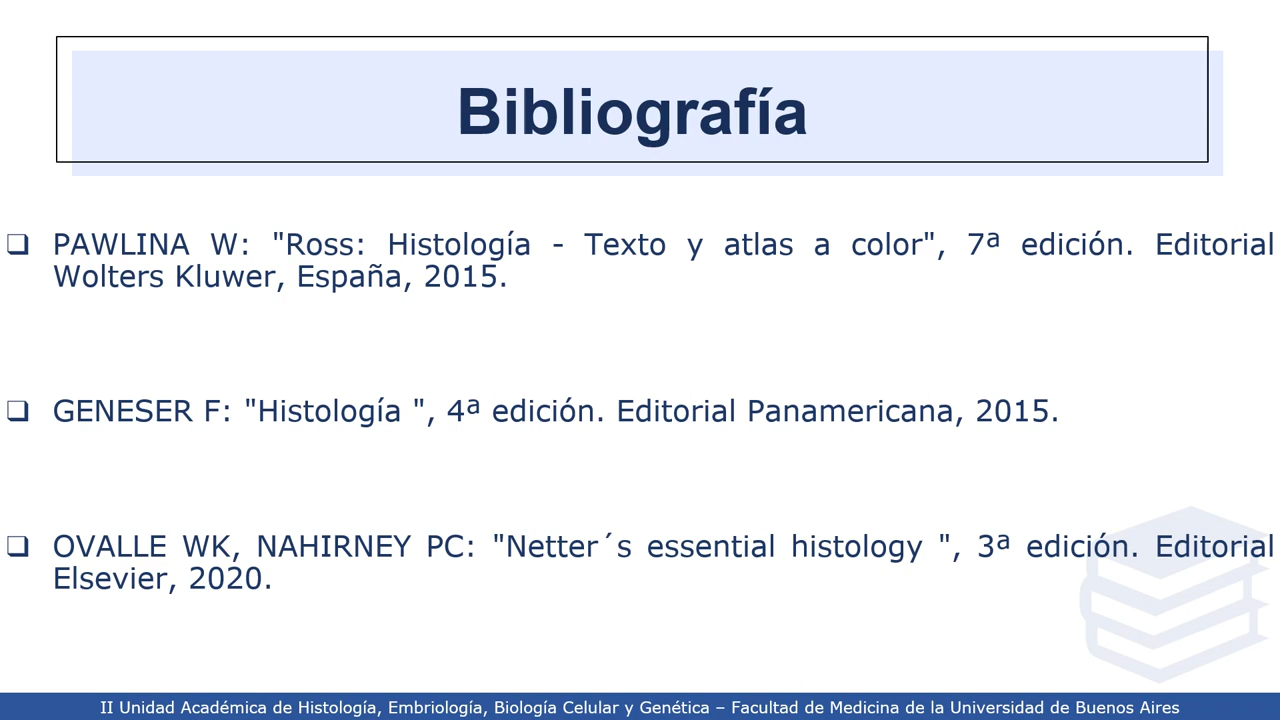 Bibliografía
❑ PAWLINA W: "Ross: Histología - Texto y atlas a color", 7ª edición. Editorial
Wolters Kluwer, España, 2015.
❑ GENESER F: "Histología ", 4ª edición. Editorial Panamericana, 2015.
❑ OVALLE WK, NAHIRNEY PC: "Netter´s essential histology ", 3ª edición. Editorial
Elsevier, 2020.
II Unidad Académica de Histología, Embriología, Biología Celular y Genética – Facultad de Medicina de la Universidad de Buenos Aires